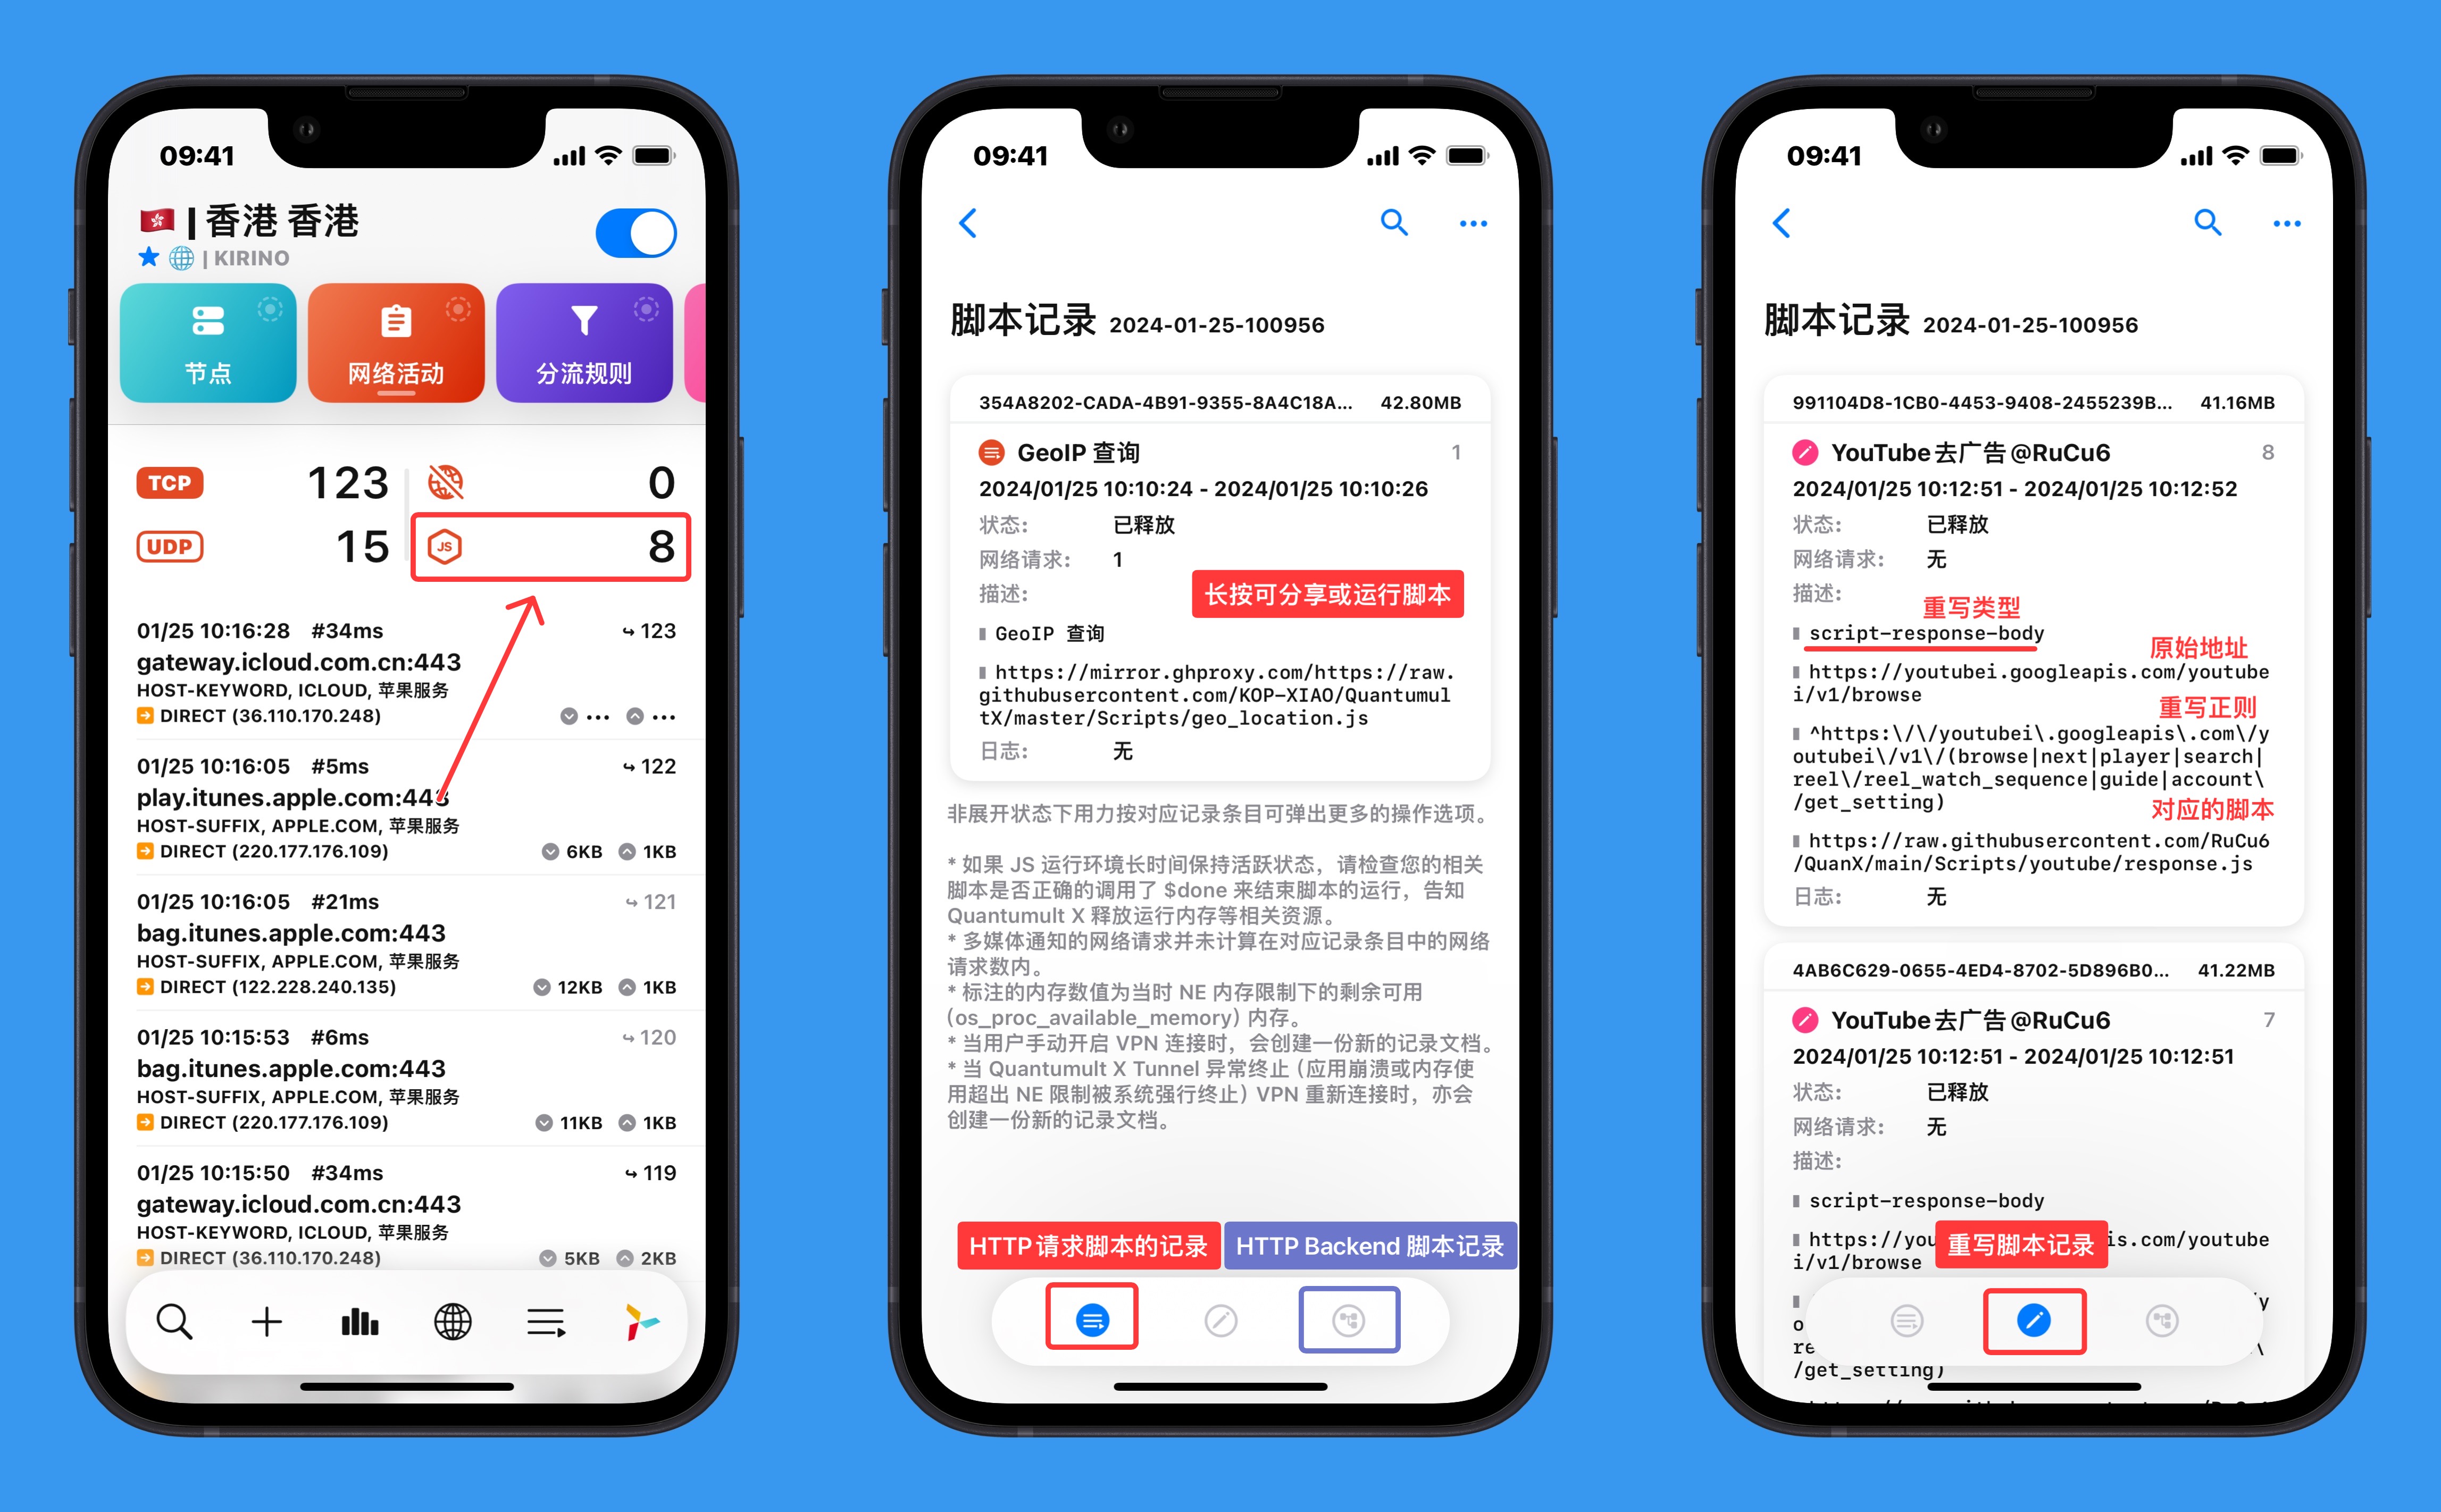 09:41
🇭🇰 | 香港 香港
★ 🌐 | KIRINO
节点
网络活动
分流规则
TCP 123
0
UDP 15
JS 8
01/25 10:16:28 #34ms ↪ 123
gateway.icloud.com.cn:443
HOST-KEYWORD, ICLOUD, 苹果服务
DIRECT (36.110.170.248) ••• •••
01/25 10:16:05 #5ms ↪ 122
play.itunes.apple.com:443
HOST-SUFFIX, APPLE.COM, 苹果服务
DIRECT (220.177.176.109) 6KB 1KB
01/25 10:16:05 #21ms ↪ 121
bag.itunes.apple.com:443
HOST-SUFFIX, APPLE.COM, 苹果服务
DIRECT (122.228.240.135) 12KB 1KB
01/25 10:15:53 #6ms ↪ 120
bag.itunes.apple.com:443
HOST-SUFFIX, APPLE.COM, 苹果服务
DIRECT (220.177.176.109) 11KB 1KB
01/25 10:15:50 #34ms ↪ 119
gateway.icloud.com.cn:443
HOST-KEYWORD, ICLOUD, 苹果服务
DIRECT (36.110.170.248) 5KB 2KB
09:41
脚本记录 2024-01-25-100956
354A8202-CADA-4B91-9355-8A4C18A... 42.80MB
GeoIP 查询 1
2024/01/25 10:10:24 - 2024/01/25 10:10:26
状态: 已释放
网络请求: 1
描述:
长按可分享或运行脚本
GeoIP 查询
https://mirror.ghproxy.com/https://raw.
githubusercontent.com/KOP-XIAO/Quantumul
tX/master/Scripts/geo_location.js
日志: 无
非展开状态下用力按对应记录条目可弹出更多的操作选项。
* 如果 JS 运行环境长时间保持活跃状态，请检查您的相关
脚本是否正确的调用了 $done 来结束脚本的运行，告知
Quantumult X 释放运行内存等相关资源。
* 多媒体通知的网络请求并未计算在对应记录条目中的网络
请求数内。
* 标注的内存数值为当时 NE 内存限制下的剩余可用
(os_proc_available_memory) 内存。
* 当用户手动开启 VPN 连接时，会创建一份新的记录文档。
* 当 Quantumult X Tunnel 异常终止 (应用崩溃或内存使
用超出 NE 限制被系统强行终止) VPN 重新连接时，亦会
创建一份新的记录文档。
HTTP 请求脚本的记录
HTTP Backend 脚本记录
09:41
脚本记录 2024-01-25-100956
991104D8-1CB0-4453-9408-2455239B... 41.16MB
YouTube去广告@RuCu6 8
2024/01/25 10:12:51 - 2024/01/25 10:12:52
状态: 已释放
网络请求: 无
描述:
重写类型
script-response-body
原始地址
https://youtubei.googleapis.com/youtube
i/v1/browse
重写正则
^https:\/\/youtubei\.googleapis\.com\/y
outubei\/v1\/(browse|next|player|search|
reel\/reel_watch_sequence|guide|account\
/get_setting)
对应的脚本
https://raw.githubusercontent.com/RuCu6
/QuanX/main/Scripts/youtube/response.js
日志: 无
4AB6C629-0655-4ED4-8702-5D896B0... 41.22MB
YouTube去广告@RuCu6 7
2024/01/25 10:12:51 - 2024/01/25 10:12:51
状态: 已释放
网络请求: 无
描述:
script-response-body
https://you is.com/youtube
重写脚本记录
i/v1/browse
/y
o
re \
/get_setting)